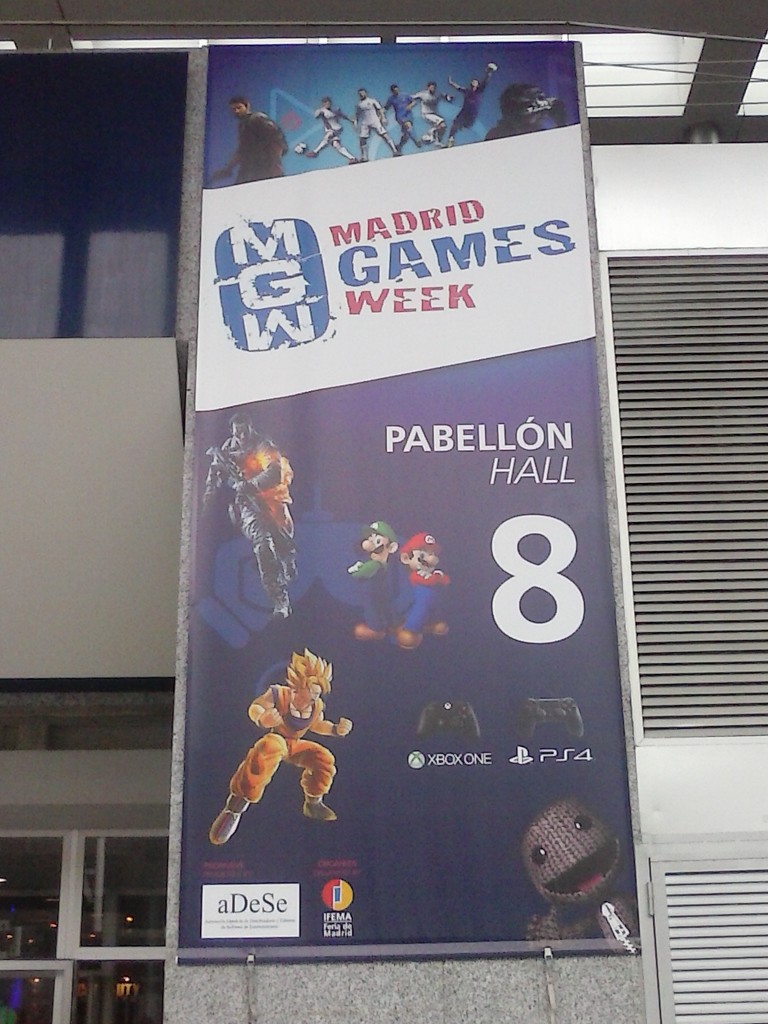 MGW
MADRID
GAMES
WEEK
PABELLÓN
HALL
8
XBOX ONE
PS4
aDeSe
IFEMA
Feria de
Madrid